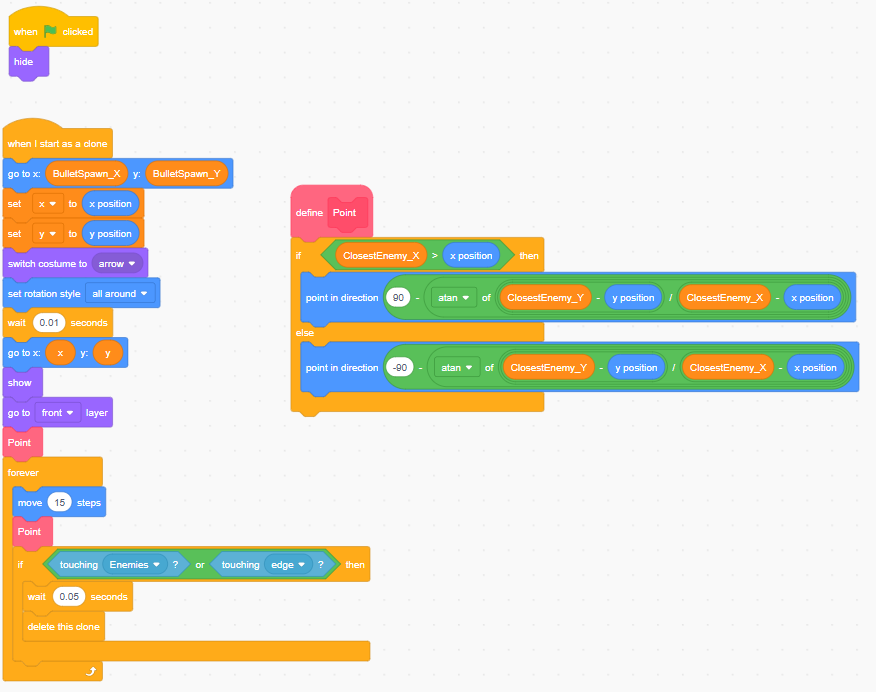 when clicked
hide
when I start as a clone
go to x: BulletSpawn_X y: BulletSpawn_Y
set x to x position
set y to y position
switch costume to arrow
set rotation style all around
wait 0.01 seconds
go to x: x y: y
show
go to front layer
Point
forever
move 15 steps
Point
if touching Enemies ? or touching edge ? then
wait 0.05 seconds
delete this clone
define Point
if ClosestEnemy_X > x position then
point in direction 90 - atan of ClosestEnemy_Y - y position / ClosestEnemy_X - x position
else
point in direction -90 - atan of ClosestEnemy_Y - y position / ClosestEnemy_X - x position